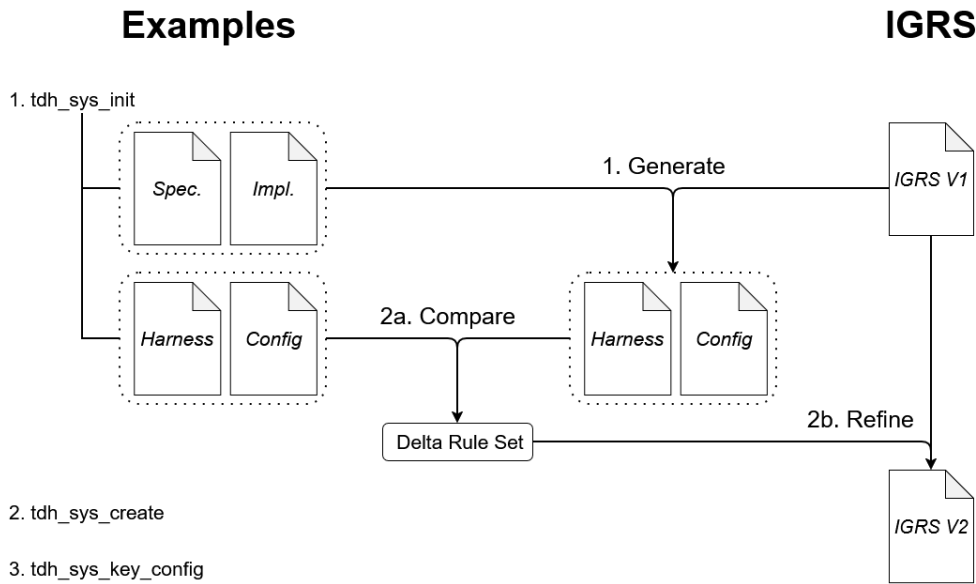 Examples
IGRS
1. tdh_sys_init
Spec.
Impl.
1. Generate
IGRS V1
Harness
Config
2a. Compare
Harness
Config
Delta Rule Set
2b. Refine
2. tdh_sys_create
IGRS V2
3. tdh_sys_key_config